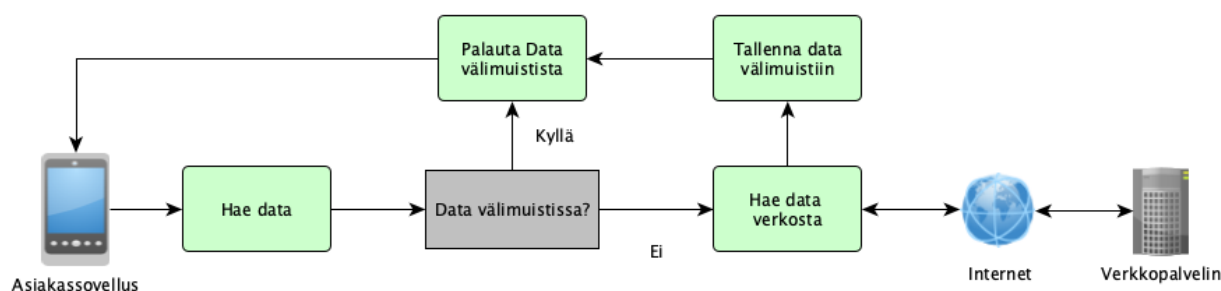 Palauta Data
välimuistista
Tallenna data
välimuistiin
Kyllä
Hae data
Data välimuistissa?
Hae data
verkosta
Ei
Asiakassovellus
Internet
Verkkopalvelin